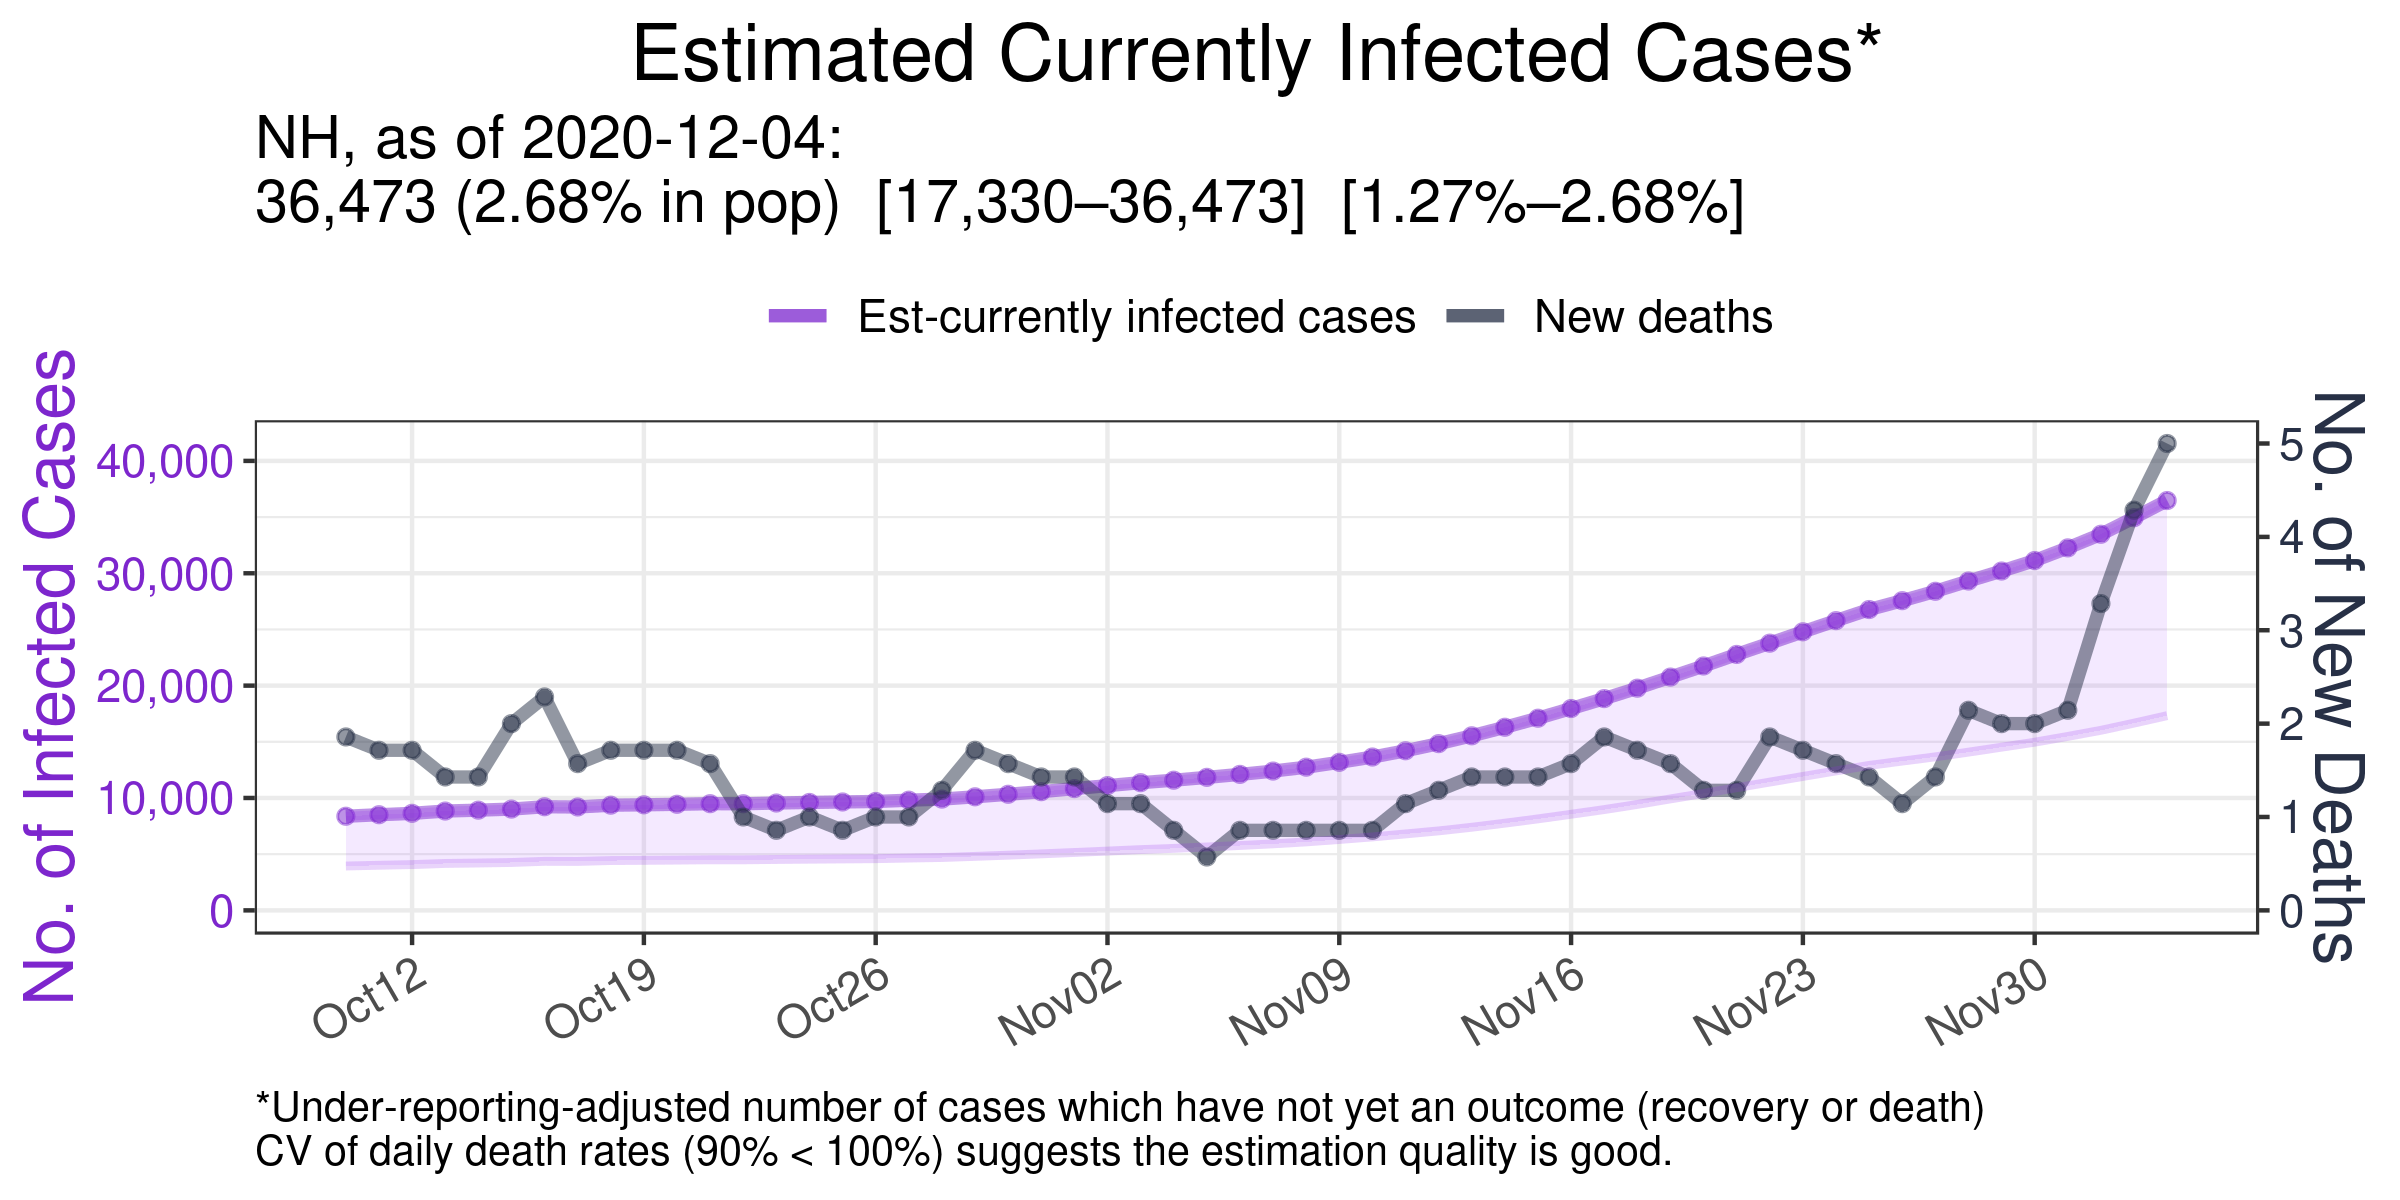 Estimated Currently Infected Cases*
NH, as of 2020-12-04:
36,473 (2.68% in pop)  [17,330–36,473]  [1.27%–2.68%]
Est-currently infected cases
New deaths
No. of Infected Cases
40,000
30,000
20,000
10,000
0
5
4
3
2
1
0
No. of New Deaths
Oct12
Oct19
Oct26
Nov02
Nov09
Nov16
Nov23
Nov30
*Under-reporting-adjusted number of cases which have not yet an outcome (recovery or death)
CV of daily death rates (90% < 100%) suggests the estimation quality is good.